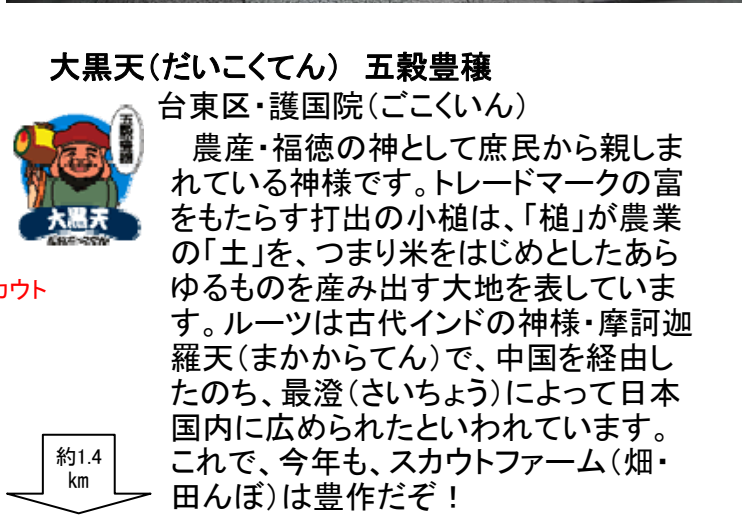 大黒天（だいこくてん）　五穀豊穣
台東区・護国院（ごこくいん）
五穀豊穣
大黒天
　農産・福徳の神として庶民から親しま
れている神様です。トレードマークの富
をもたらす打出の小槌は、「槌」が農業
の「土」を、つまり米をはじめとしたあら
ゆるものを産み出す大地を表していま
す。ルーツは古代インドの神様・摩訶迦
羅天（まかからてん）で、中国を経由し
たのち、最澄（さいちょう）によって日本
国内に広められたといわれています。
これで、今年も、スカウトファーム（畑・
田んぼ）は豊作だぞ！
カウト
約1.4
km